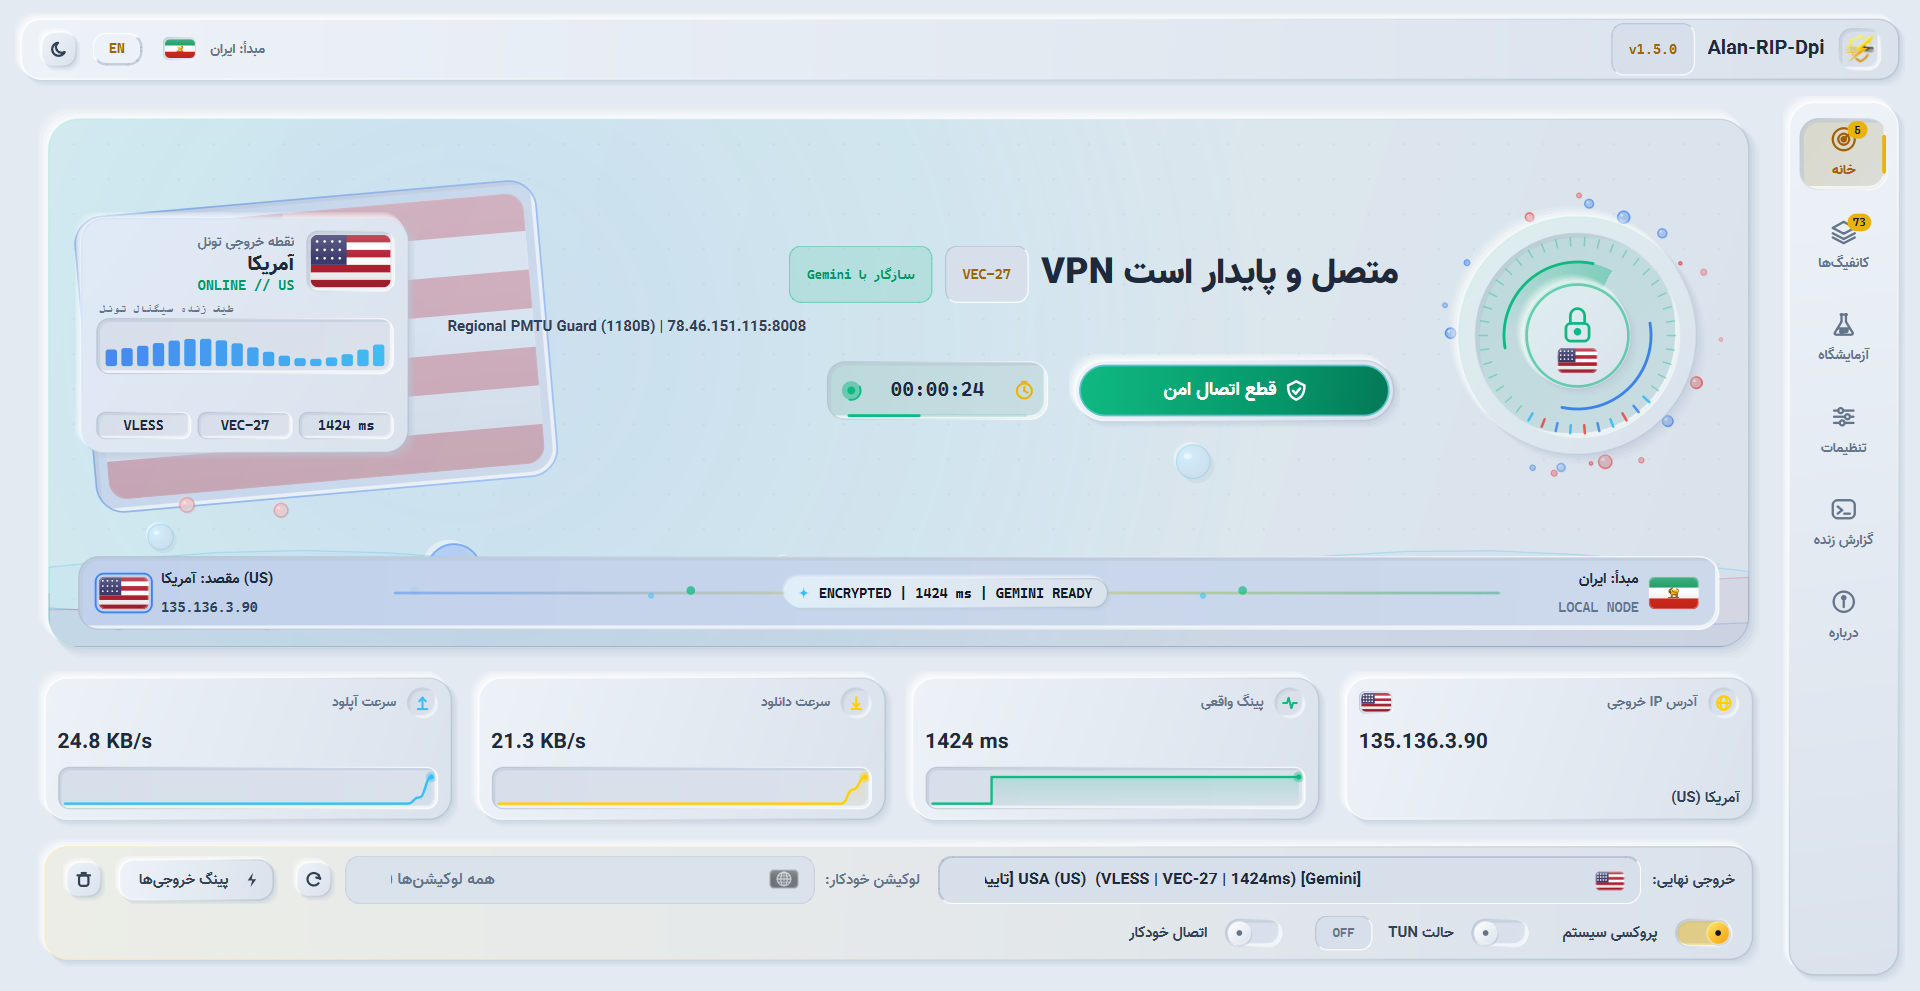 Alan-RIP-Dpi
v1.5.0
مبدأ: ایران
EN
5
خانه
73
کانفیگ‌ها
آزمایشگاه
تنظیمات
گزارش زنده
درباره
متصل و پایدار است VPN
VEC-27
سازگار با Gemini
Regional PMTU Guard (1180B) | 78.46.151.115:8008
قطع اتصال امن
00:00:24
نقطه خروجی تونل
آمریکا
ONLINE // US
طیف زنده سیگنال تونل
1424 ms
VEC-27
VLESS
مبدأ: ایران
LOCAL NODE
ENCRYPTED | 1424 ms | GEMINI READY
مقصد: آمریکا (US)
135.136.3.90
آدرس IP خروجی
135.136.3.90
آمریکا (US)
پینگ واقعی
1424 ms
سرعت دانلود
21.3 KB/s
سرعت آپلود
24.8 KB/s
خروجی نهایی:
USA (US) (VLESS | VEC-27 | 1424ms) [Gemini] [تایید
لوکیشن خودکار:
همه لوکیشن‌ها (
پینگ خروجی‌ها
پروکسی سیستم
حالت TUN
OFF
اتصال خودکار